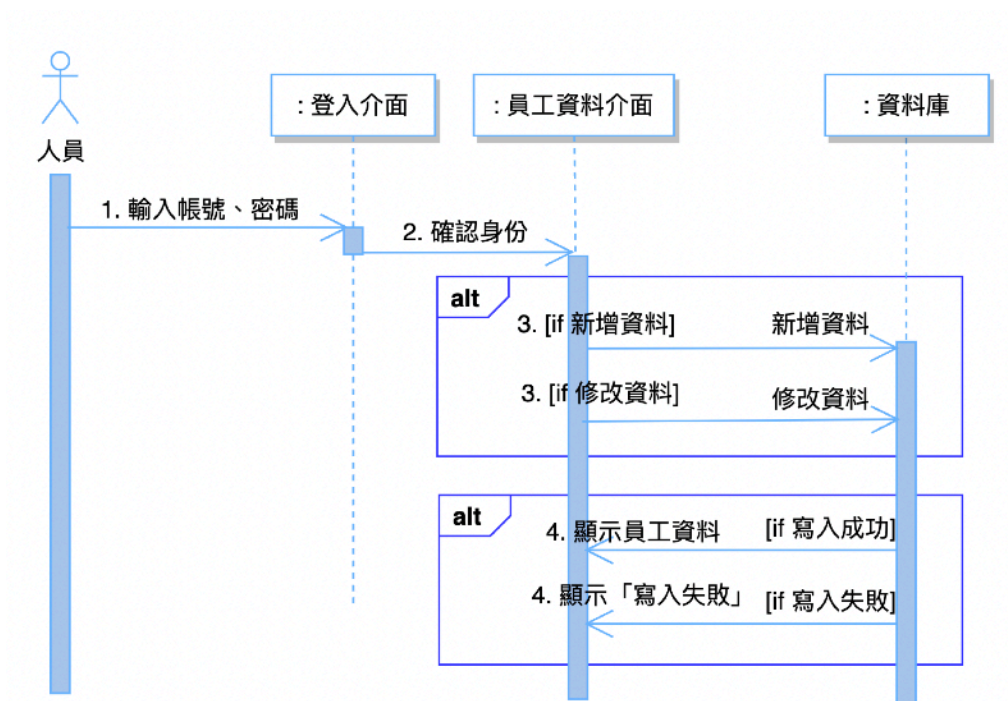 : 登入介面
: 員工資料介面
: 資料庫
人員
1. 輸入帳號、密碼
2. 確認身份
alt
3. [if 新增資料]
新增資料
3. [if 修改資料]
修改資料
alt
4. 顯示員工資料
[if 寫入成功]
4. 顯示「寫入失敗」
[if 寫入失敗]